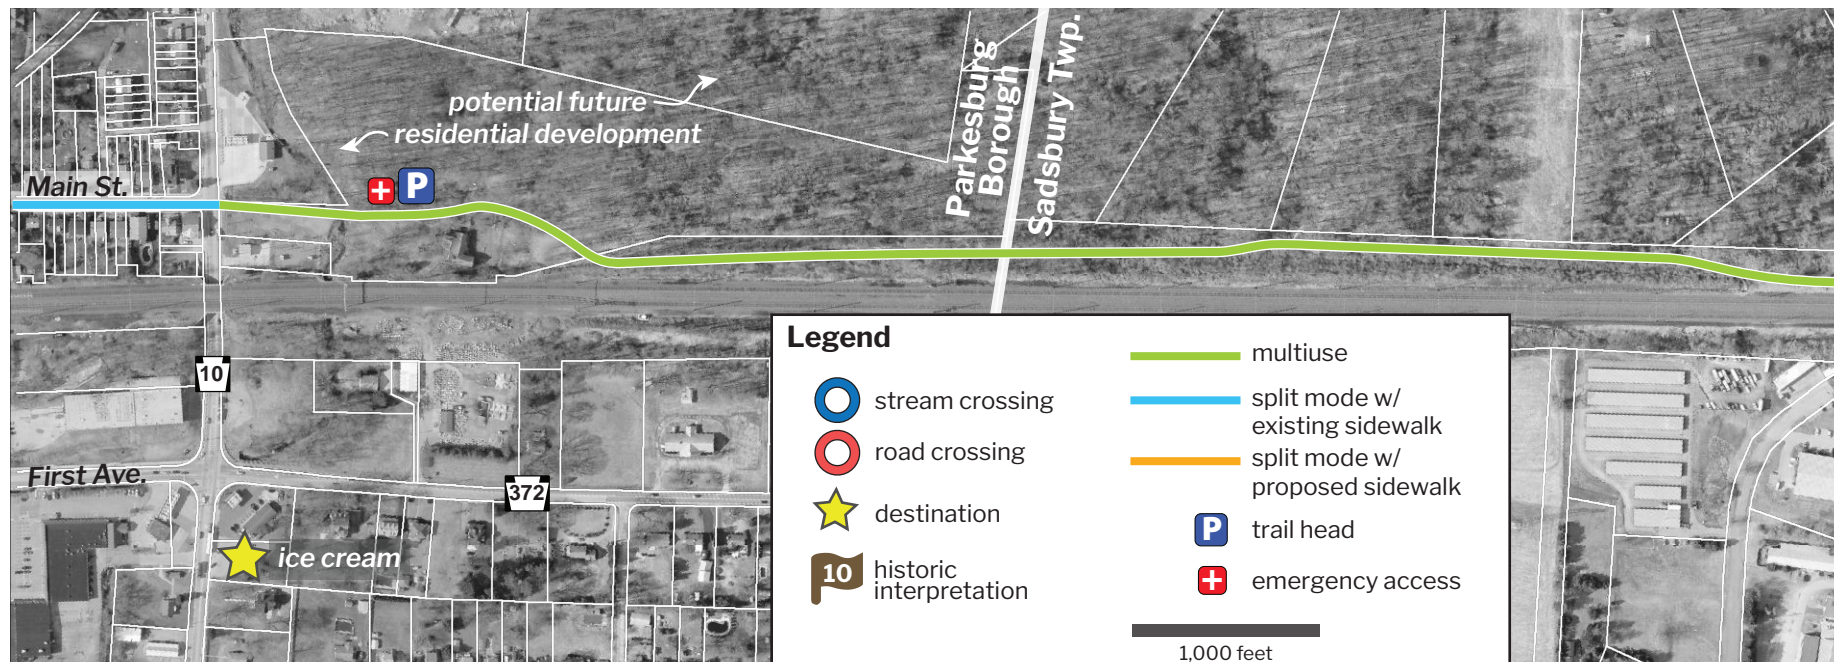 potential future
residential development
Parkesburg
Borough
Sadsbury Twp.
Main St.
10
First Ave.
372
ice cream
Legend
stream crossing
road crossing
destination
10
historic
interpretation
multiuse
split mode w/
existing sidewalk
split mode w/
proposed sidewalk
P
trail head
emergency access
1,000 feet
P